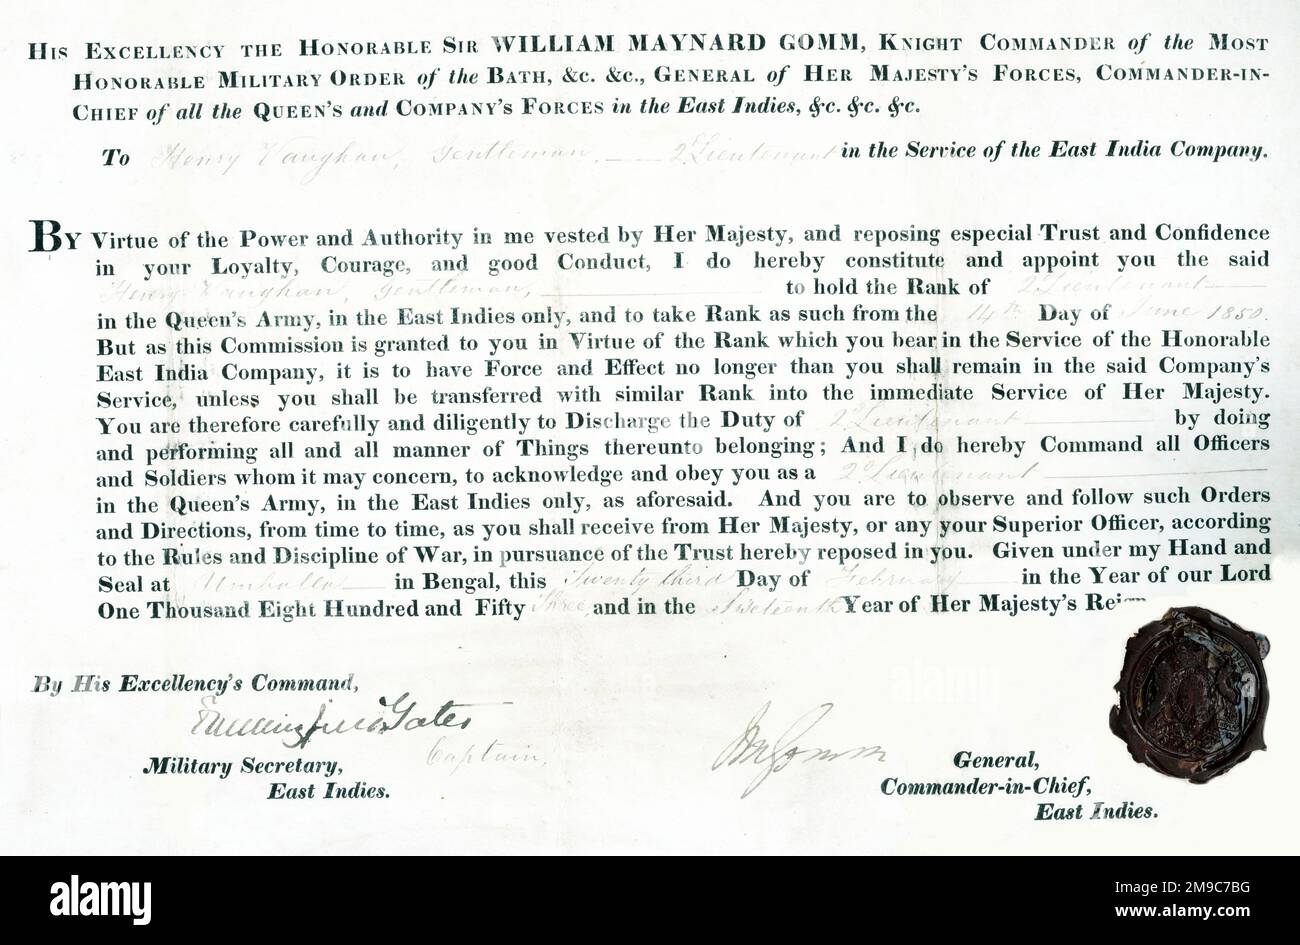 HIS EXCELLENCY THE HONORABLE SIR WILLIAM MAYNARD GOMM, KNIGHT COMMANDER of the MOST
HONORABLE MILITARY ORDER of the BATH, &c. &c., GENERAL of HER MAJESTY'S FORCES, COMMANDER-IN-
CHIEF of all the QUEEN'S and COMPANY'S FORCES in the East Indies, &c. &c. &c.
To Henry Vaughan, Gentleman, 2d Lieutenant in the Service of the East India Company.
BY Virtue of the Power and Authority in me vested by Her Majesty, and reposing especial Trust and Confidence
in your Loyalty, Courage, and good Conduct, I do hereby constitute and appoint you the said
Henry Vaughan, Gentleman, to hold the Rank of 2d Lieutenant
in the Queen's Army, in the East Indies only, and to take Rank as such from the 14th Day of June 1850.
But as this Commission is granted to you in Virtue of the Rank which you bear in the Service of the Honorable
East India Company, it is to have Force and Effect no longer than you shall remain in the said Company's
Service, unless you shall be transferred with similar Rank into the immediate Service of Her Majesty.
You are therefore carefully and diligently to Discharge the Duty of 2d Lieutenant by doing
and performing all and all manner of Things thereunto belonging; And I do hereby Command all Officers
and Soldiers whom it may concern, to acknowledge and obey you as a 2d Lieutenant
in the Queen's Army, in the East Indies only, as aforesaid. And you are to observe and follow such Orders
and Directions, from time to time, as you shall receive from Her Majesty, or any your Superior Officer, according
to the Rules and Discipline of War, in pursuance of the Trust hereby reposed in you. Given under my Hand and
Seal at Umballa in Bengal, this Twenty third Day of February in the Year of our Lord
One Thousand Eight Hundred and Fifty Three, and in the Sixteenth Year of Her Majesty's Reign
By His Excellency's Command,
Gates
Captain,
Military Secretary,
East Indies.
Wm Gomm
General,
Commander-in-Chief,
East Indies.
alamy
Image ID: 2M9C7BG
www.alamy.com